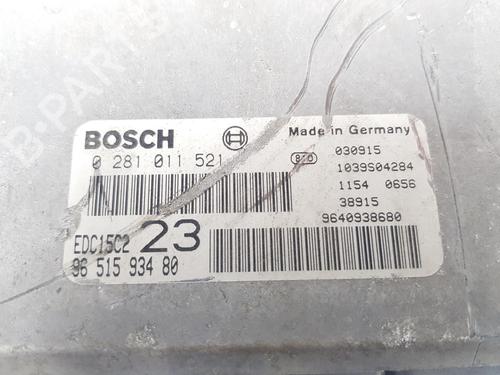 BOSCH
Made in Germany
0 281 011 521
030915
1039S04284
1154 0656
38915
EDC15C2 23
9640938680
96 515 934 80